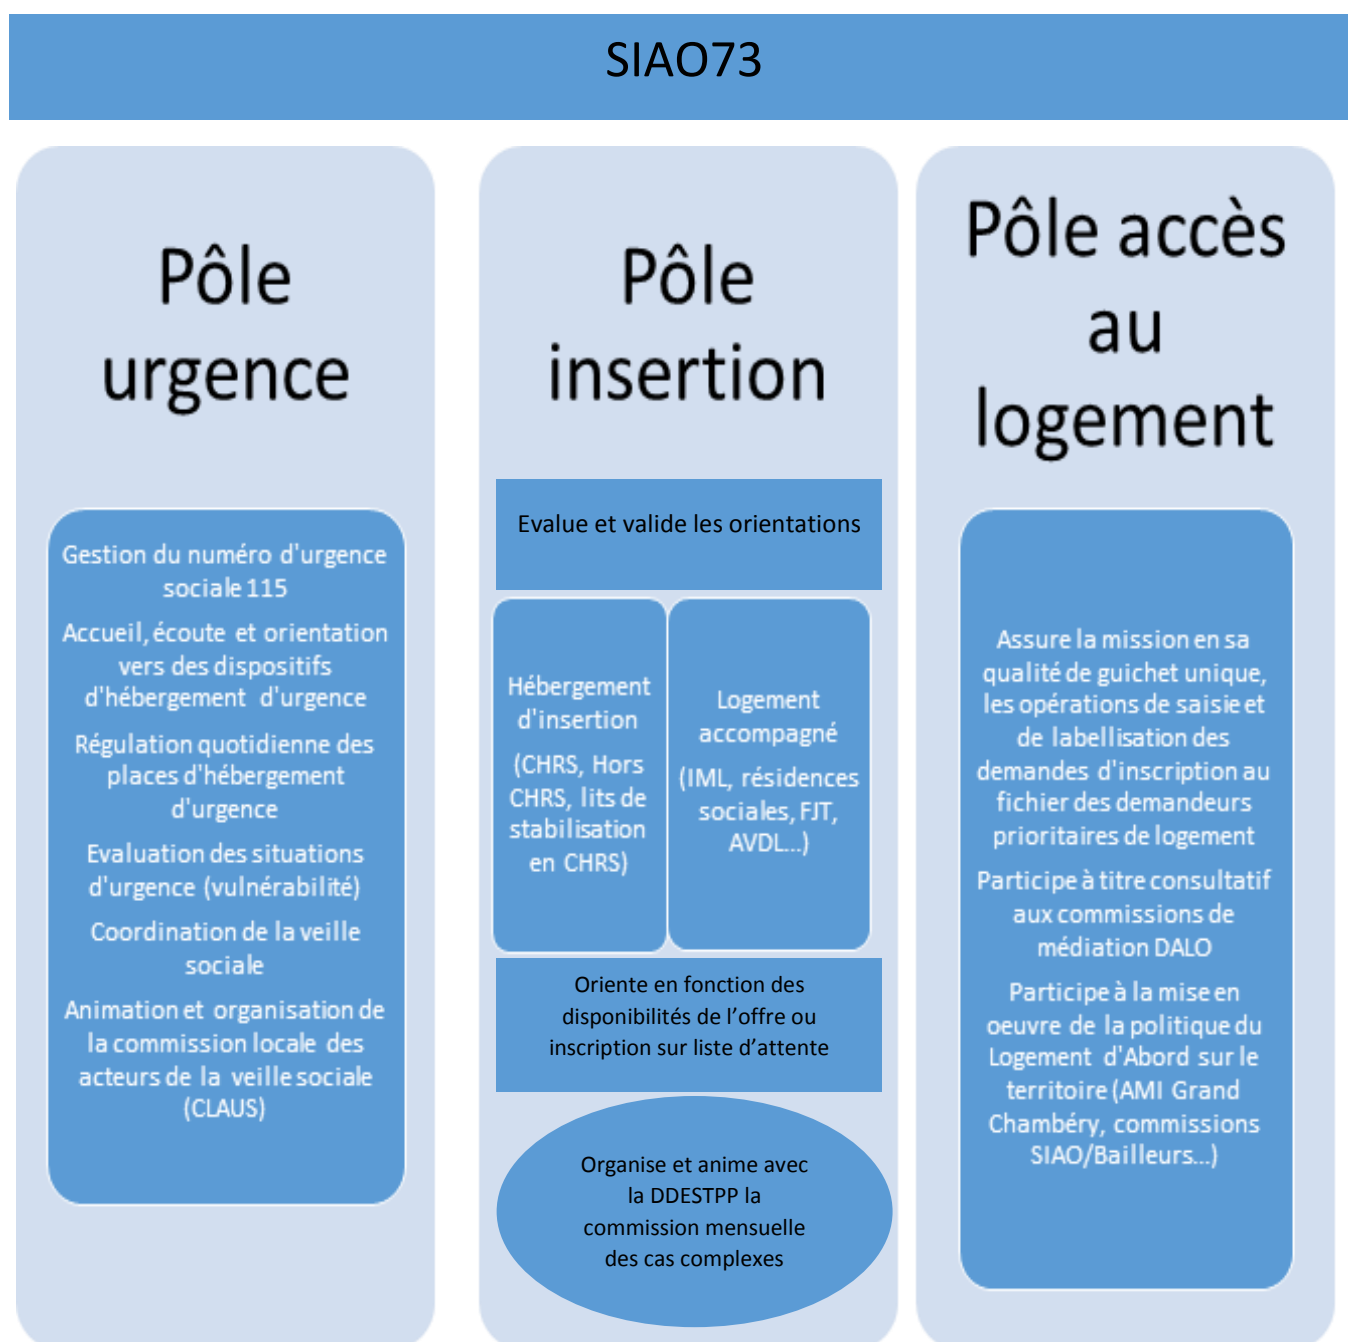 SIAO73
Pôle
urgence
Gestion du numéro d'urgence
sociale 115
Accueil, écoute et orientation
vers des dispositifs
d'hébergement d'urgence
Régulation quotidienne des
places d'hébergement
d'urgence
Evaluation des situations
d'urgence (vulnérabilité)
Coordination de la veille
sociale
Animation et organisation de
la commission locale des
acteurs de la veille sociale
(CLAUS)
Pôle
insertion
Evalue et valide les orientations
Hébergement
d'insertion
(CHRS, Hors
CHRS, lits de
stabilisation
en CHRS)
Logement
accompagné
(IML, résidences
sociales, FJT,
AVDL...)
Oriente en fonction des
disponibilités de l’offre ou
inscription sur liste d’attente
Organise et anime avec
la DDESTPP la
commission mensuelle
des cas complexes
Pôle accès
au
logement
Assure la mission en sa
qualité de guichet unique,
les opérations de saisie et
de labellisation des
demandes d'inscription au
fichier des demandeurs
prioritaires de logement
Participe à titre consultatif
aux commissions de
médiation DALO
Participe à la mise en
oeuvre de la politique du
Logement d'Abord sur le
territoire (AMI Grand
Chambéry, commissions
SIAO/Bailleurs...)